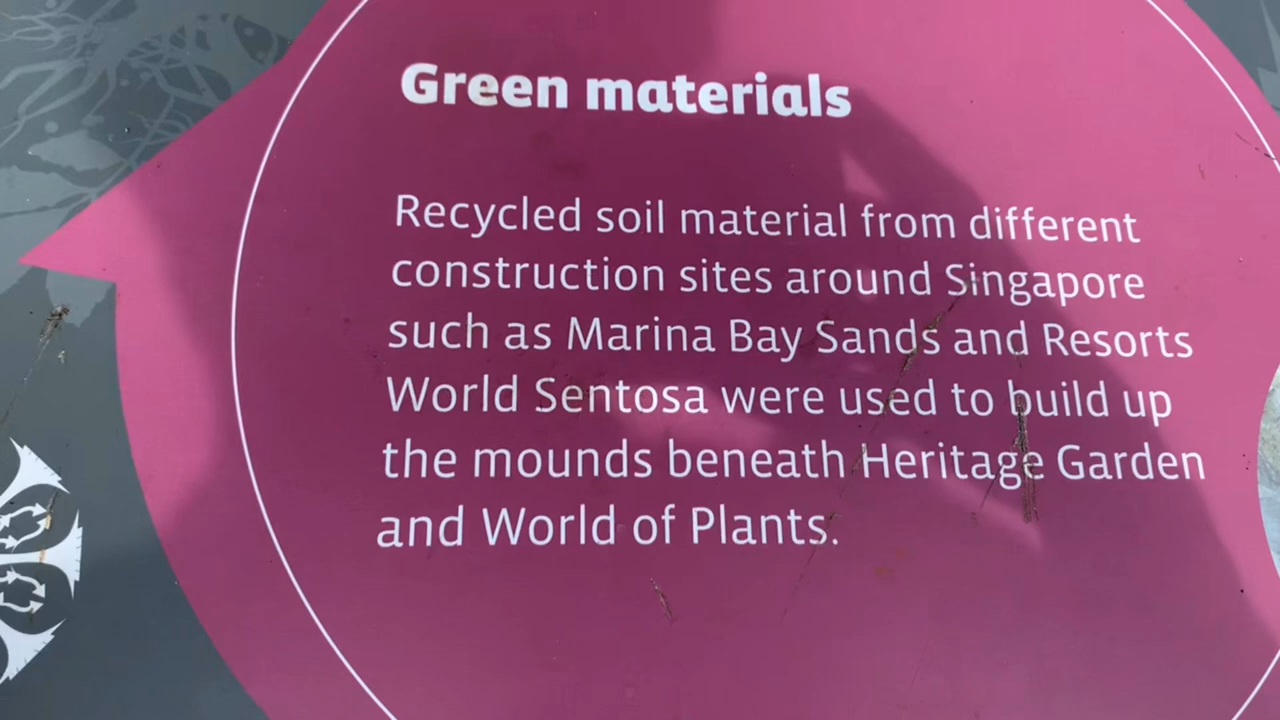 Green materials
Recycled soil material from different
construction sites around Singapore
such as Marina Bay Sands and Resorts
World Sentosa were used to build up
the mounds beneath Heritage Garden
and World of Plants.